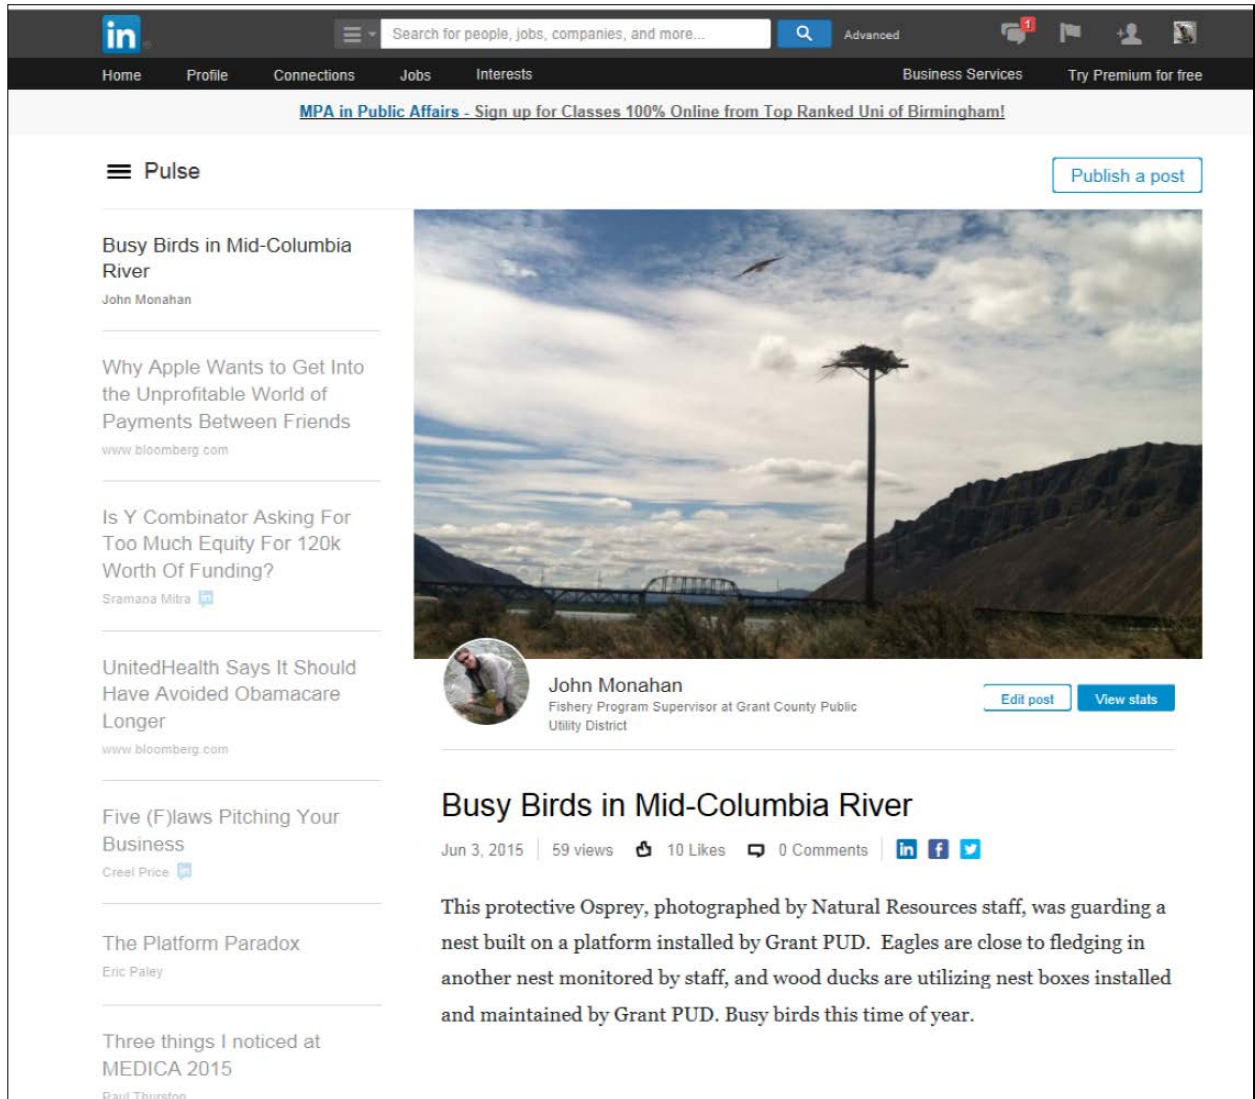 in
Search for people, jobs, companies, and more...
Advanced
1
Home Profile Connections Jobs Interests Business Services Try Premium for free
MPA in Public Affairs - Sign up for Classes 100% Online from Top Ranked Uni of Birmingham!
Pulse
Publish a post
Busy Birds in Mid-Columbia
River
John Monahan
Why Apple Wants to Get Into
the Unprofitable World of
Payments Between Friends
www.bloomberg.com
Is Y Combinator Asking For
Too Much Equity For 120k
Worth Of Funding?
Sramana Mitra in
UnitedHealth Says It Should
Have Avoided Obamacare
Longer
www.bloomberg.com
Five (F)laws Pitching Your
Business
Creel Price in
The Platform Paradox
Eric Paley
Three things I noticed at
MEDICA 2015
Paul Thurston
John Monahan
Fishery Program Supervisor at Grant County Public
Utility District
Edit post
View stats
Busy Birds in Mid-Columbia River
Jun 3, 2015 59 views 10 Likes 0 Comments in f
This protective Osprey, photographed by Natural Resources staff, was guarding a
nest built on a platform installed by Grant PUD.  Eagles are close to fledging in
another nest monitored by staff, and wood ducks are utilizing nest boxes installed
and maintained by Grant PUD. Busy birds this time of year.